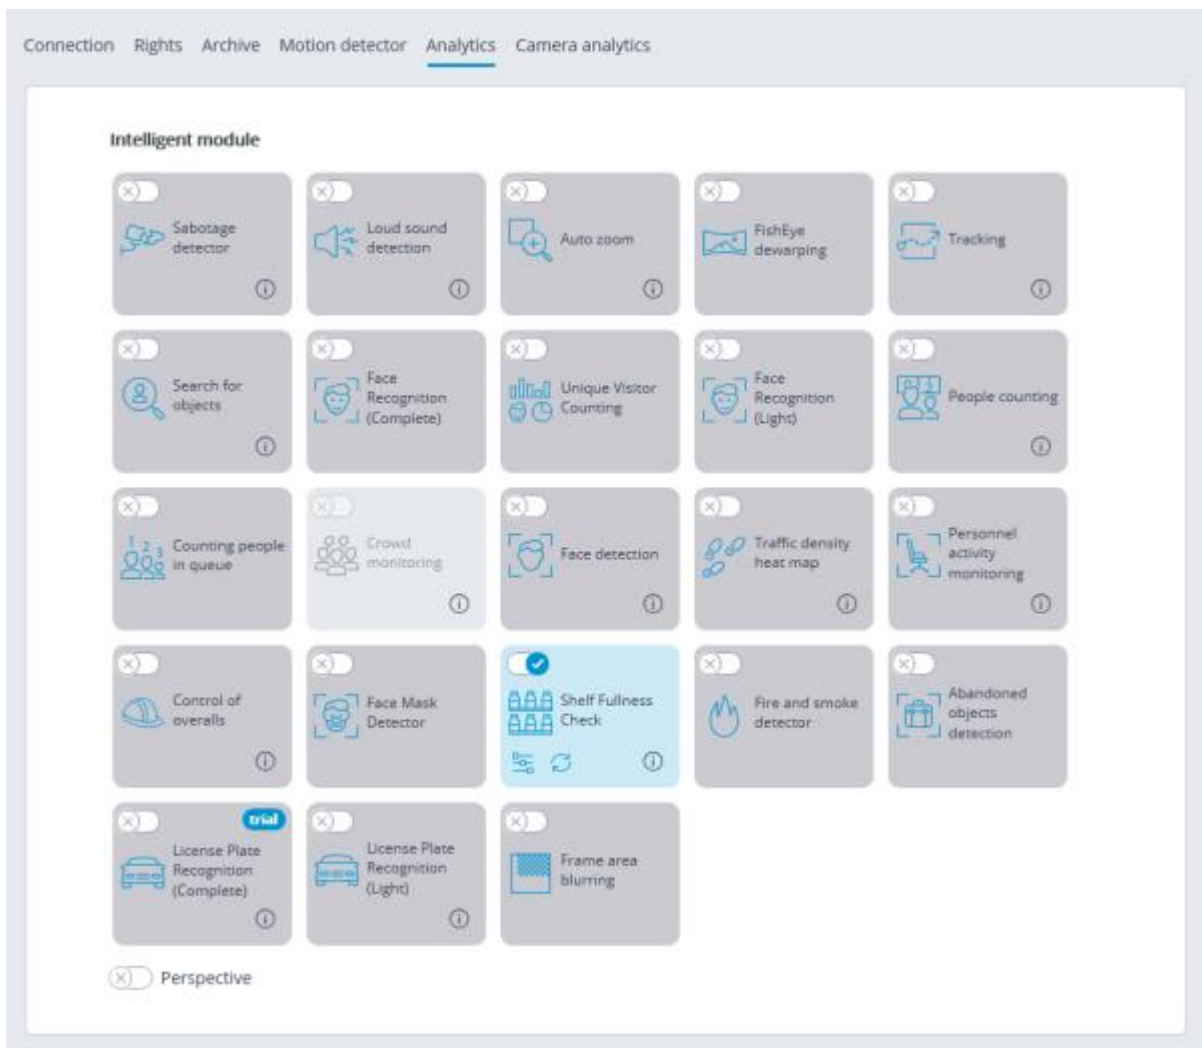 Connection Rights Archive Motion detector Analytics Camera analytics
Intelligent module
Sabotage
detector
Loud sound
detection
Auto zoom
FishEye
dewarping
Tracking
Search for
objects
Face
Recognition
(Complete)
Unique Visitor
Counting
Face
Recognition
(Light)
People counting
Counting people
in queue
Crowd
monitoring
Face detection
Traffic density
heat map
Personnel
activity
monitoring
Control of
overalls
Face Mask
Detector
Shelf Fullness
Check
Fire and smoke
detector
Abandoned
objects
detection
trial
License Plate
Recognition
(Complete)
License Plate
Recognition
(Light)
Frame area
blurring
Perspective